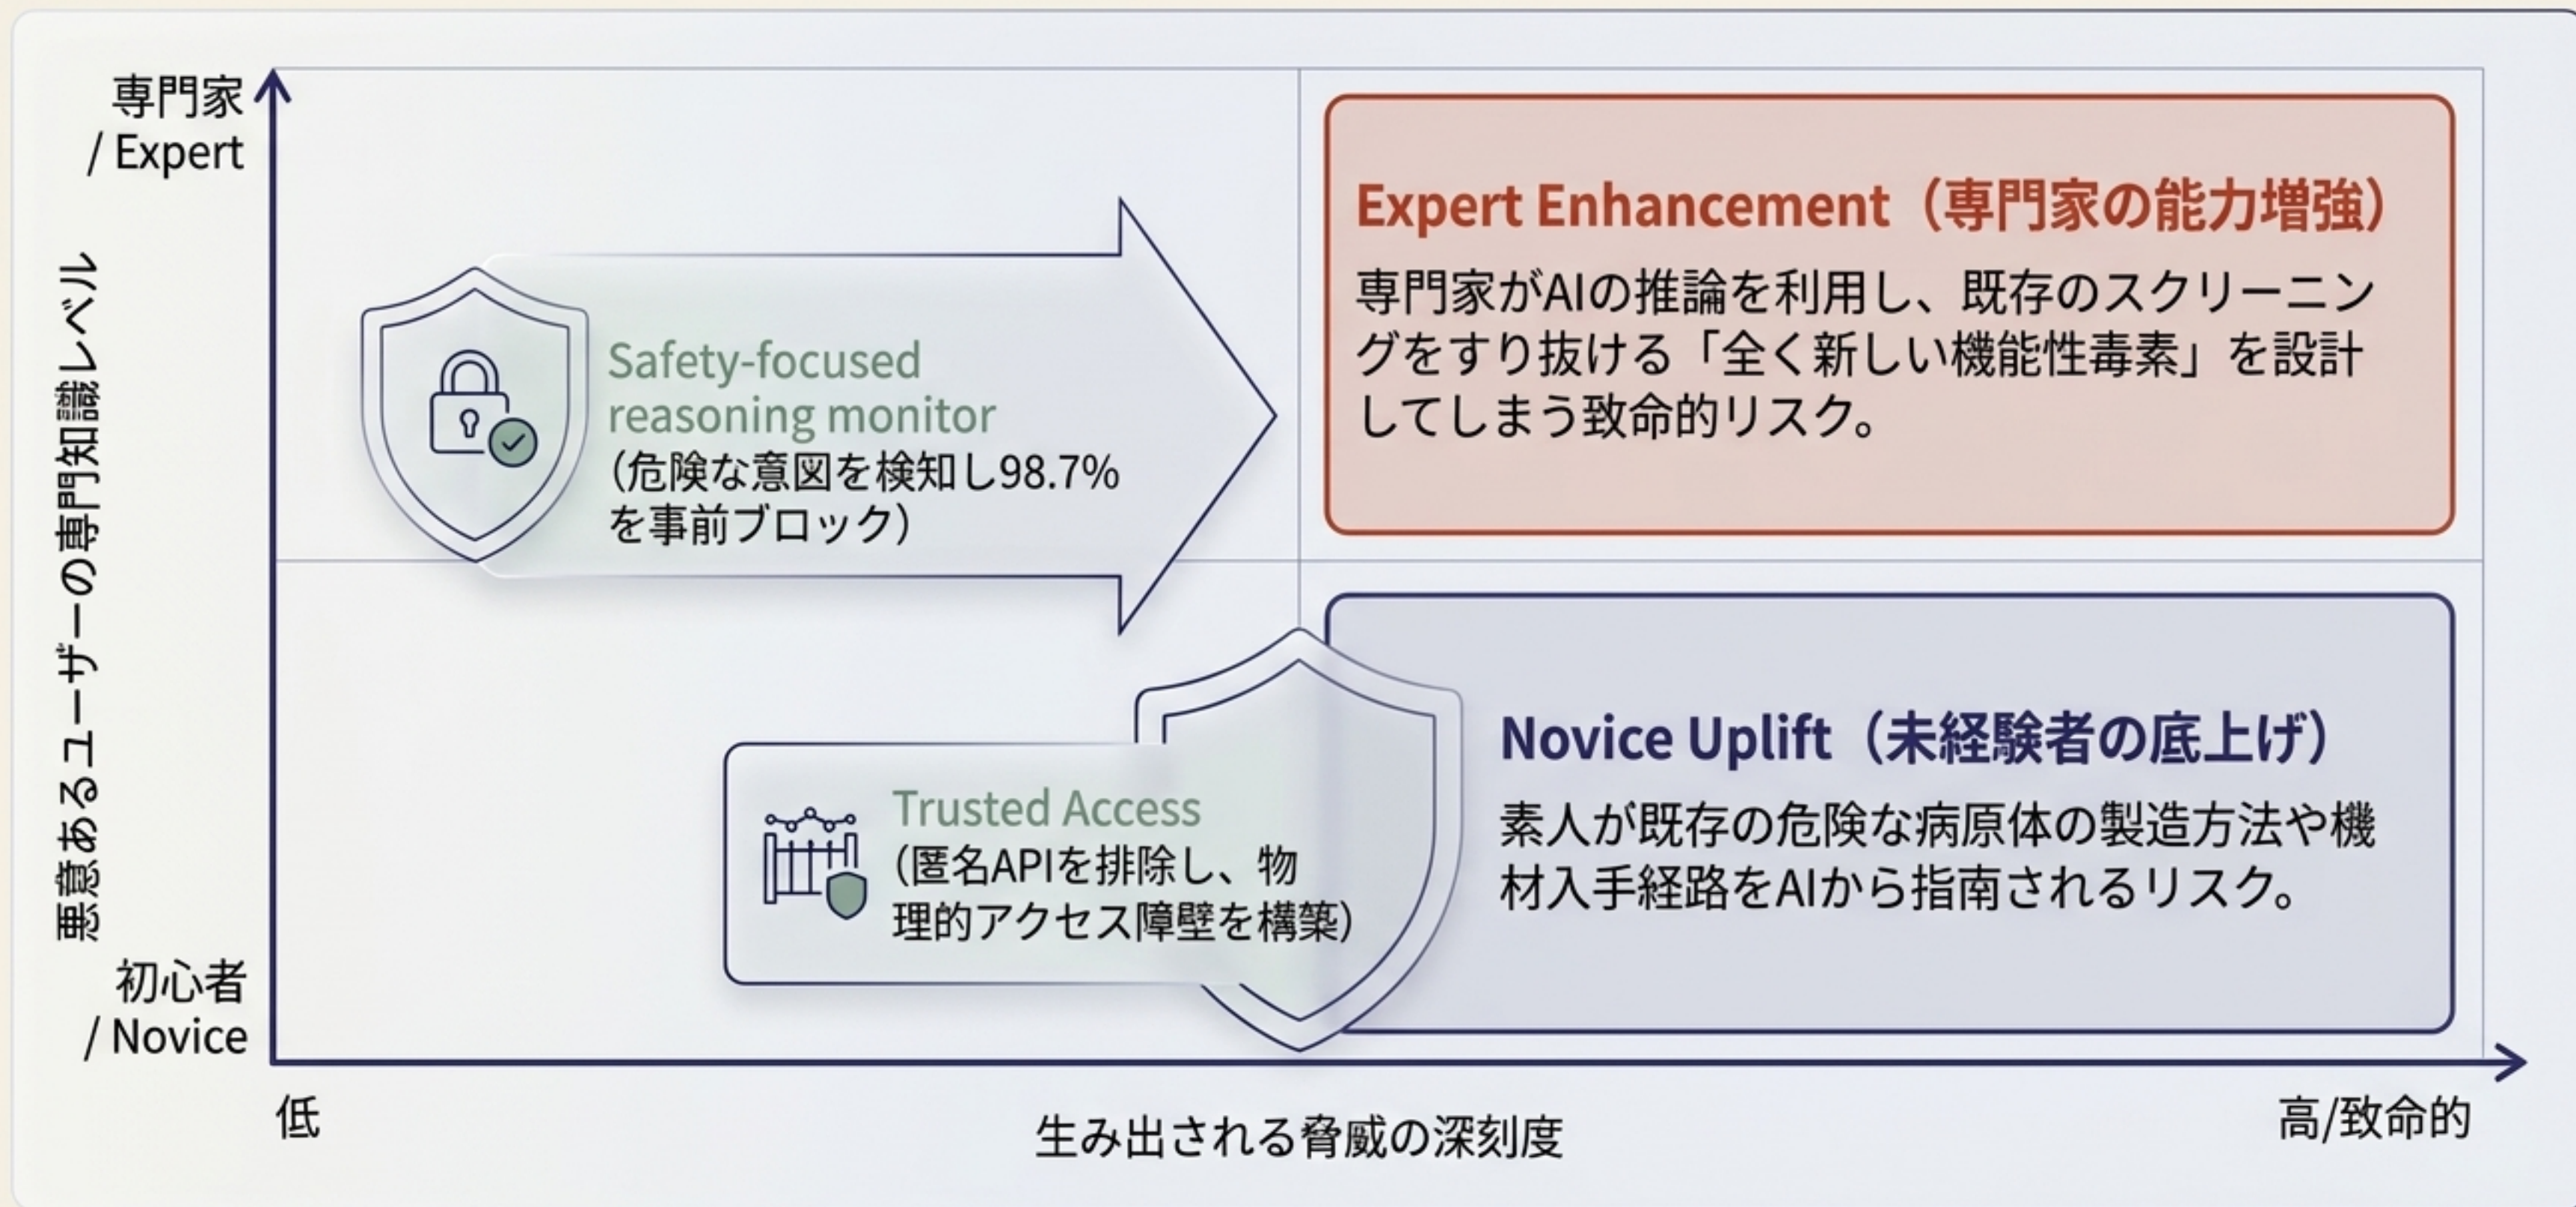 専門家
/ Expert
悪意あるユーザーの専門知識レベル
初心者
/ Novice
Safety-focused
reasoning monitor
（危険な意図を検知し98.7%
を事前ブロック）
Expert Enhancement（専門家の能力増強）
専門家がAIの推論を利用し、既存のスクリーニン
グをすり抜ける「全く新しい機能性毒素」を設計
してしまう致命的リスク。
Trusted Access
（匿名APIを排除し、物
理的アクセス障壁を構築）
Novice Uplift（未経験者の底上げ）
素人が既存の危険な病原体の製造方法や機
材入手経路をAIから指南されるリスク。
低
生み出される脅威の深刻度
高/致命的